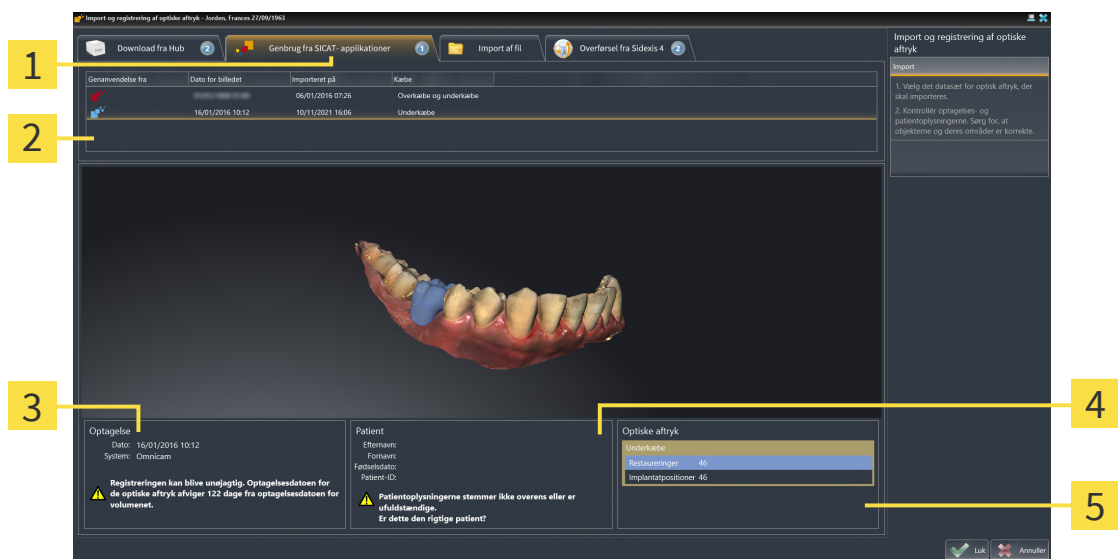 Import og registrering af optiske aftryk - Jorden, Frances 27/09/1963
Download fra Hub 2
Genbrug fra SICAT- applikationer 1
Import af fil
Overførsel fra Sidexis 4 2
Genanvendelse fra Dato for billedet Importeret på Kæbe
06/01/2016 07:26 Overkæbe og underkæbe
16/01/2016 10:12 10/11/2021 16:06 Underkæbe
Import og registrering af optiske
aftryk
Import
1. Vælg det datasæt for optisk aftryk, der
skal importeres.
2. Kontrollér optagelses- og
patientoplysningerne. Sørg for, at
objekterne og deres områder er korrekte.
1
2
3
4
5
Optagelse
Dato: 16/01/2016 10:12
System: Omnicam
Registreringen kan blive unøjagtig. Optagelsesdatoen for
de optiske aftryk afviger 122 dage fra optagelsesdatoen for
volumenet.
Patient
Efternavn:
Fornavn:
Fødselsdato:
Patient-ID:
Patientoplysningerne stemmer ikke overens eller er
ufuldstændige.
Er dette den rigtige patient?
Optiske aftryk
Underkæbe
Restaureringer 46
Implantatpositioner 46
Luk
Annuller